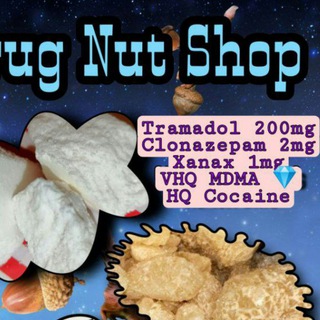 ug Nut Shop
Tramadol 200mg
Clonazepam 2mg
Xanax 1mg
VHQ MDMA 💎
HQ Cocaine